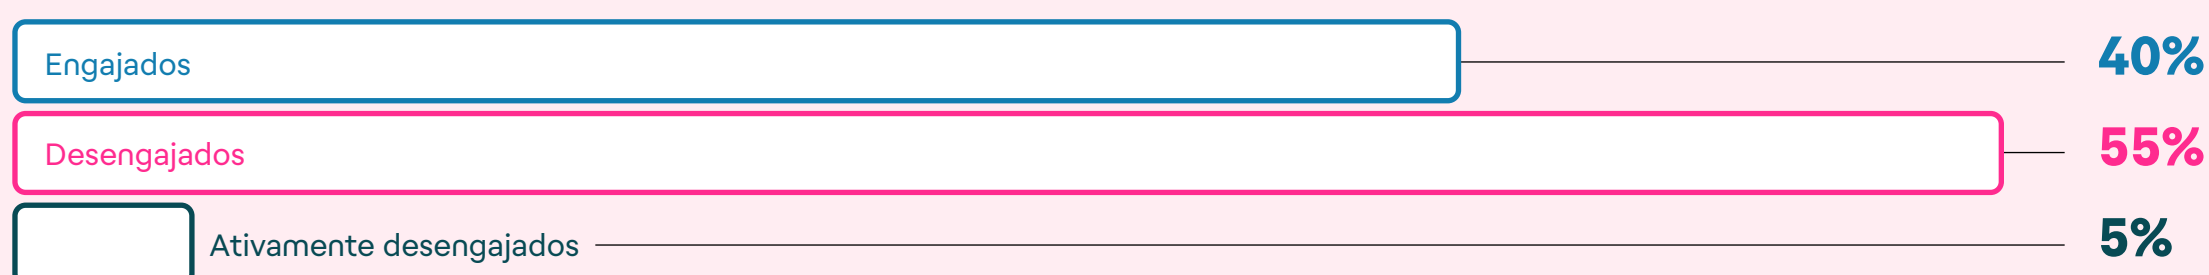 Engajados 40%
Desengajados 55%
Ativamente desengajados 5%